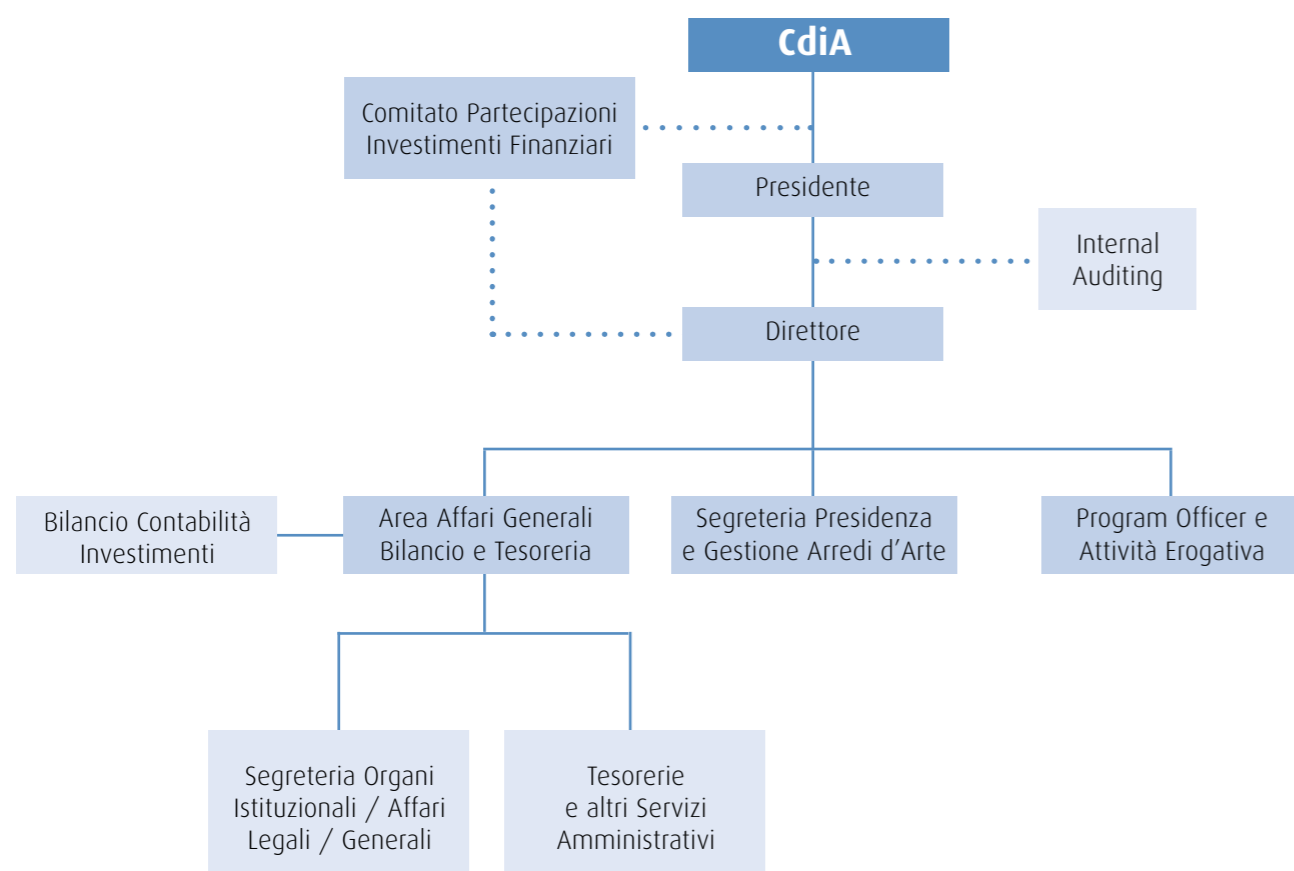 CdiA
Comitato Partecipazioni
Investimenti Finanziari
Presidente
Internal
Auditing
Direttore
Bilancio Contabilità
Investimenti
Area Affari Generali
Bilancio e Tesoreria
Segreteria Presidenza
e Gestione Arredi d’Arte
Program Officer e
Attività Erogativa
Segreteria Organi
Istituzionali / Affari
Legali / Generali
Tesorerie
e altri Servizi
Amministrativi